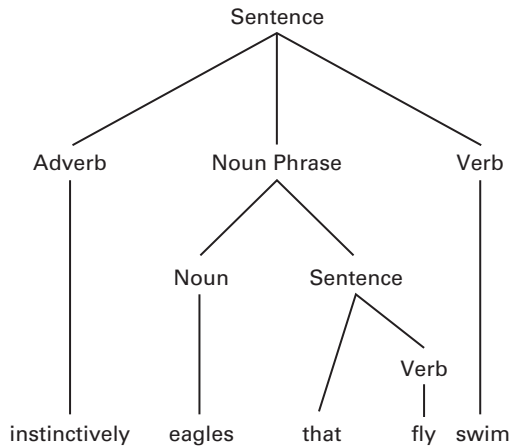 Sentence
Adverb Noun Phrase Verb
Noun Sentence
Verb
instinctively eagles that fly swim